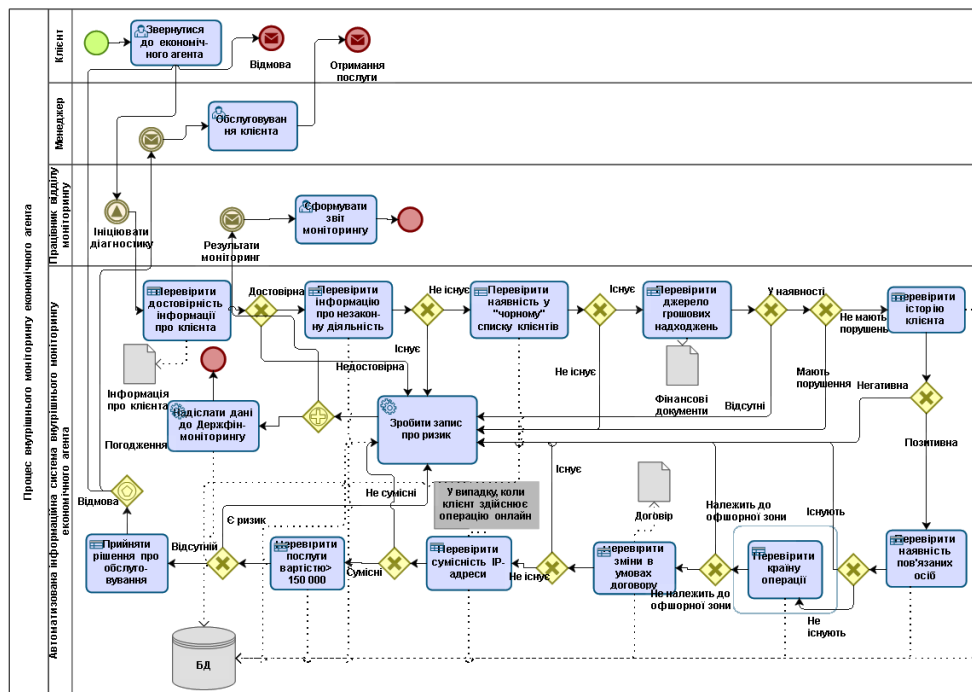 Процес внурішнього моніторингу економічного агента
Клієнт
Звернутися
до економіч-
ного агента
Відмова
Отримання
послуги
Менеджер
Обслуговуван
ня клієнта
Працівник відділу
моніторингу
Ініціювати
діагностику
Результати
моніторинг
Сформувати
звіт
моніторингу
Автоматизована інформаційна система внурішнього моніторингу
економічного агента
Перевірити
достовірність
інформації
про клієнта
Достовірна
Перевірити
інформацію
про незакон-
ну діяльність
Не існує
Перевірити
наявність у
"чорному"
списку клієнтів
Існує
Перевірити
джерело
грошових
надходжень
У наявності
Не мають
порушень
Перевірити
історію
клієнта
Існує
Не існує
Недостовірна
Мають
порушення
Негативна
Інформація
про клієнта
Фінансові
документи
Відсутні
Надіслати дані
до Держфін-
моніторингу
Зробити запис
про ризик
Погодження
Позитивна
Відмова
Не сумісні
Є ризик
У випадку, коли
клієнт здійснює
операцію онлайн
Існує
Договір
Належить до
офшорної зони
Існують
Прийняти
рішення про
обслуго-
вування
Відсутній
Перевірити
послуги
вартістю>
150 000
Сумісні
Перевірити
сумісність IP-
адреси
Не існує
Перевірити
зміни в
умовах
договору
Не належить до
офшорної зони
Перевірити
країну
операції
Не
існують
Перевірити
наявність
пов'язаних
осіб
БД